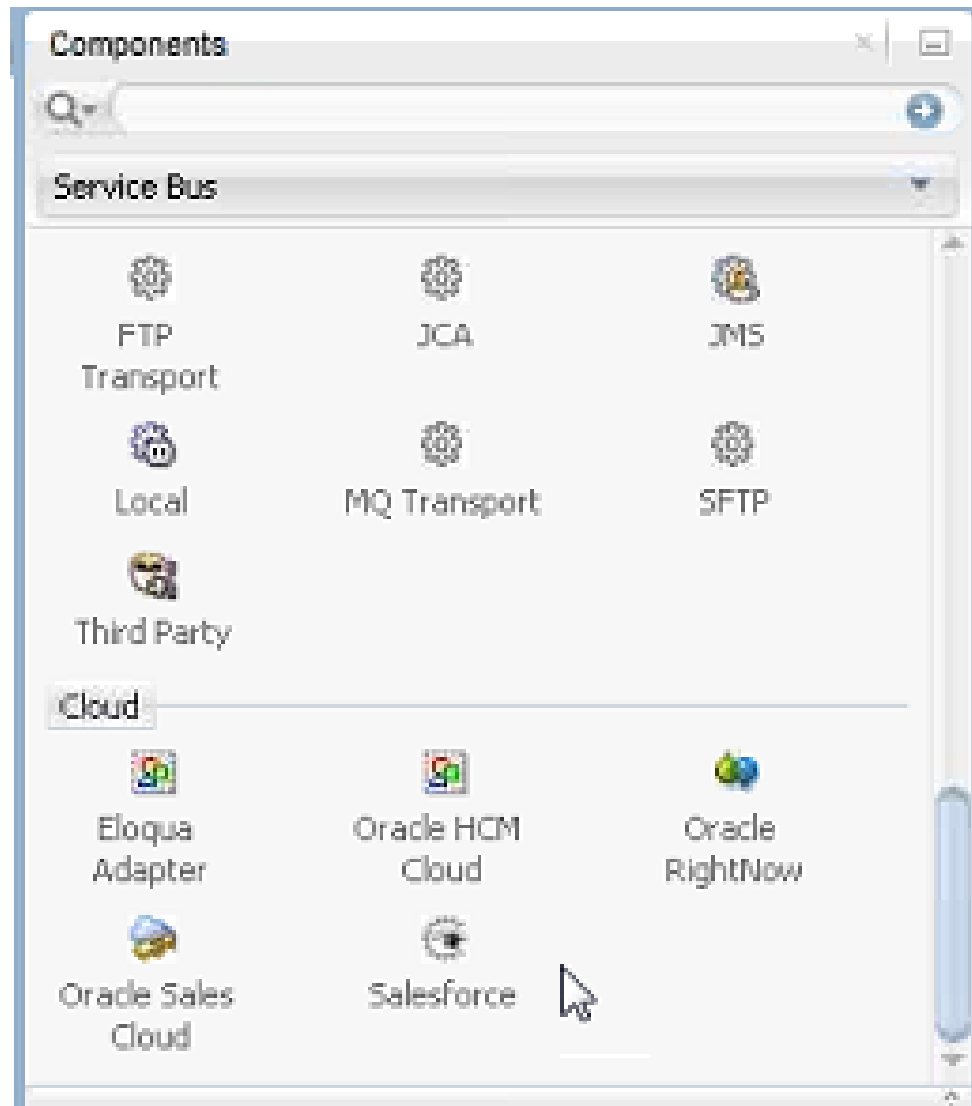 Components
Service Bus
FTP
Transport
JCA
JMS
Local
MQ Transport
SFTP
Third Party
Cloud
Eloqua
Adapter
Oracle HCM
Cloud
Oracle
RightNow
Oracle Sales
Cloud
Salesforce